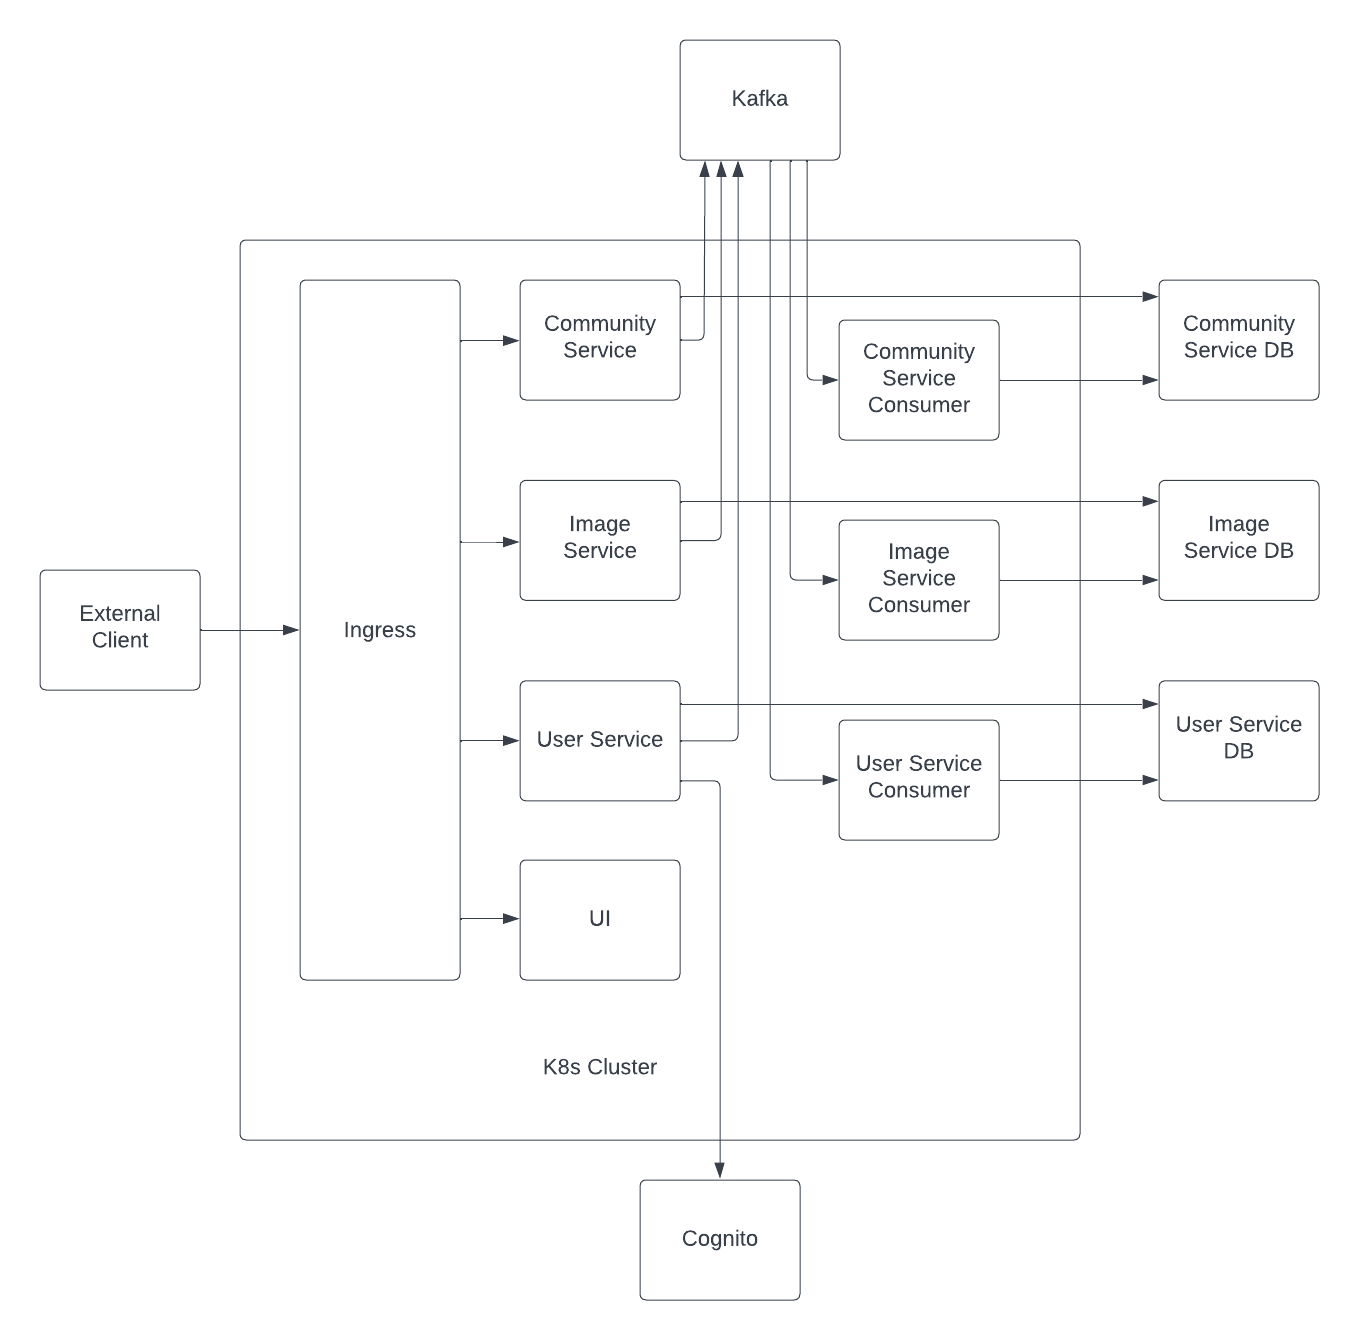 Kafka
Community
Service
Community
Service DB
Community
Service
Consumer
Image
Service
Image
Service DB
Image
Service
Consumer
External
Client
Ingress
User Service
User Service
DB
User Service
Consumer
UI
K8s Cluster
Cognito